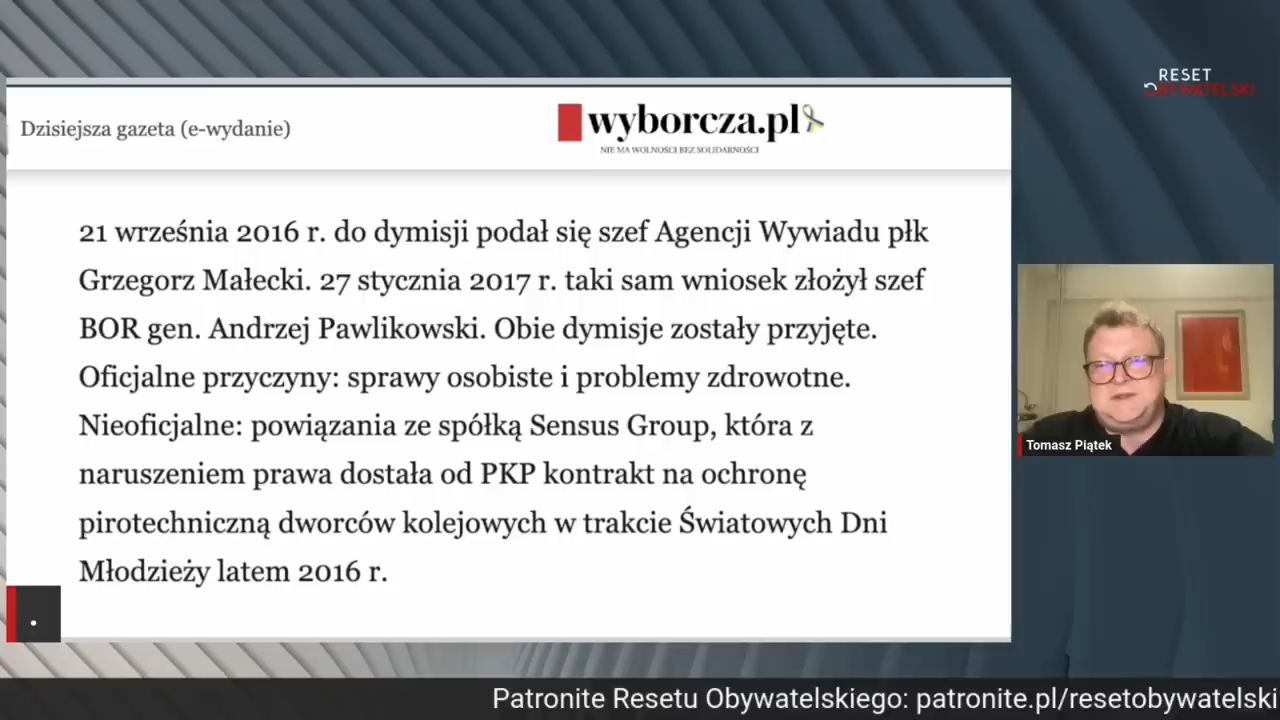 RESET
OBYWATELSKI
Dzisiejsza gazeta (e-wydanie)
wyborcza.pl
NIE MA WOLNOŚCI BEZ SOLIDARNOŚCI
21 września 2016 r. do dymisji podał się szef Agencji Wywiadu płk
Grzegorz Małecki. 27 stycznia 2017 r. taki sam wniosek złożył szef
BOR gen. Andrzej Pawlikowski. Obie dymisje zostały przyjęte.
Oficjalne przyczyny: sprawy osobiste i problemy zdrowotne.
Nieoficjalne: powiązania ze spółką Sensus Group, która z
naruszeniem prawa dostała od PKP kontrakt na ochronę
pirotechniczną dworców kolejowych w trakcie Światowych Dni
Młodzieży latem 2016 r.
Tomasz Piątek
.
Patronite Resetu Obywatelskiego: patronite.pl/resetobywatelski